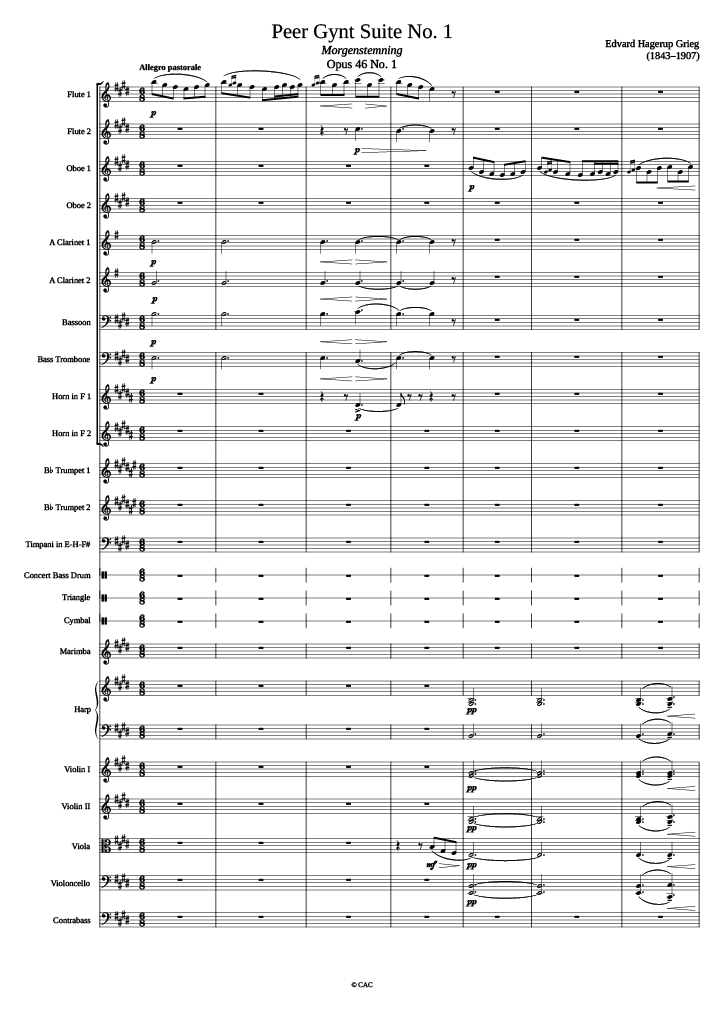 Peer Gynt Suite No. 1
Morgenstemning
Opus 46 No. 1
Edvard Hagerup Grieg
(1843–1907)
Allegro pastorale
Flute 1
p
Flute 2
p
Oboe 1
p
Oboe 2
A Clarinet 1
p
A Clarinet 2
p
Bassoon
p
Bass Trombone
p
Horn in F 1
p
Horn in F 2
B♭ Trumpet 1
B♭ Trumpet 2
Timpani in E-H-F#
Concert Bass Drum
Triangle
Cymbal
Marimba
Harp
pp
Violin I
pp
Violin II
pp
Viola
mf pp
Violoncello
pp
Contrabass
© CAC